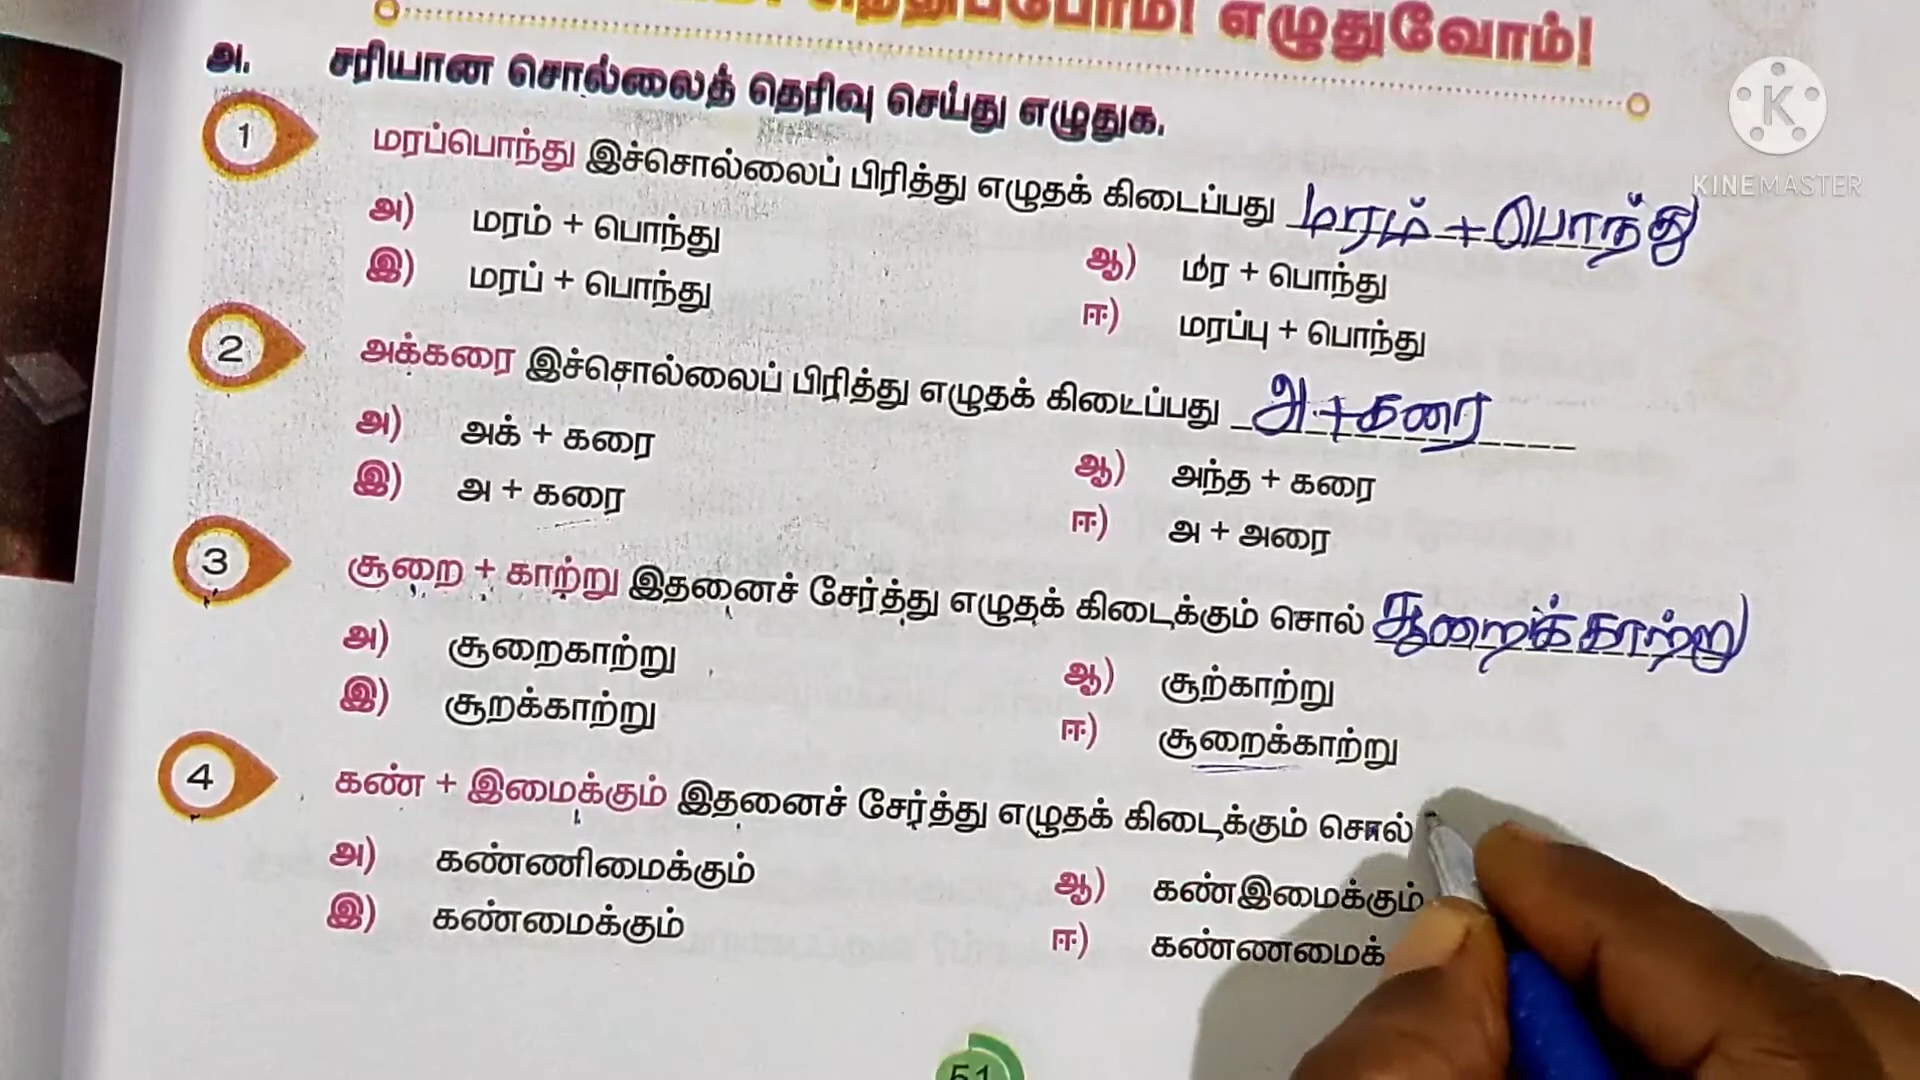 எழுதுவோம்!
அ. சரியான சொல்லைத் தெரிவு செய்து எழுதுக.
KINEMASTER
1 மரப்பொந்து இச்சொல்லைப் பிரித்து எழுதக் கிடைப்பது மரம் + பொந்து
அ) மரம் + பொந்து
ஆ) மர + பொந்து
இ) மரப் + பொந்து
ஈ) மரப்பு + பொந்து
2 அக்கரை இச்சொல்லைப் பிரித்து எழுதக் கிடைப்பது அ + கரை
அ) அக் + கரை
ஆ) அந்த + கரை
இ) அ + கரை
ஈ) அ + அரை
3 சூறை + காற்று இதனைச் சேர்த்து எழுதக் கிடைக்கும் சொல் சூறைக்காற்று
அ) சூறைகாற்று
ஆ) சூற்காற்று
இ) சூறக்காற்று
ஈ) சூறைக்காற்று
4 கண் + இமைக்கும் இதனைச் சேர்த்து எழுதக் கிடைக்கும் சொல்
அ) கண்ணிமைக்கும்
ஆ) கண்இமைக்கும்
இ) கண்மைக்கும்
ஈ) கண்ணமைக்
51